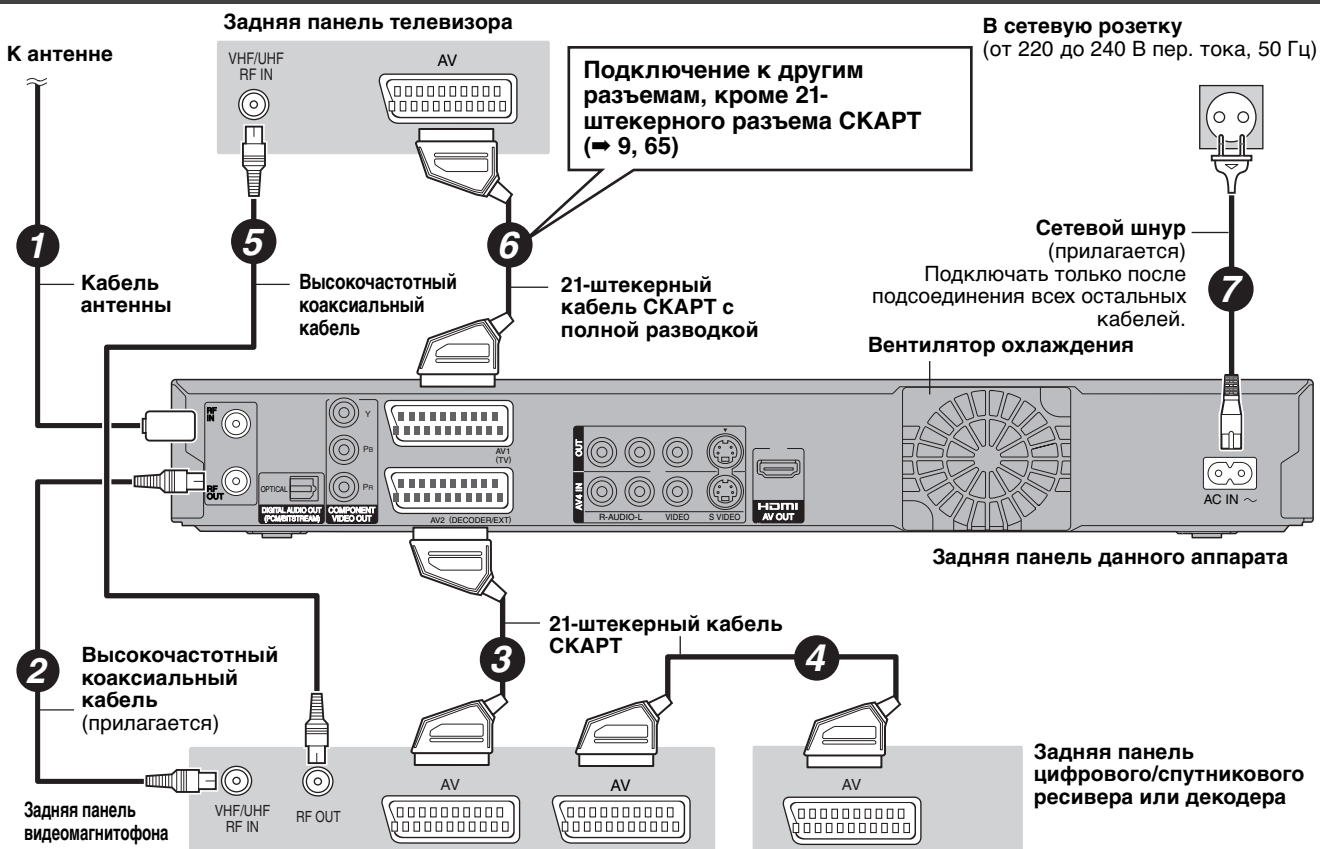 Задняя панель телевизора
К антенне
VHF/UHF
RF IN
AV
Подключение к другим
разъемам, кроме 21-
штекерного разъема СКАРТ
(➡ 9, 65)
В сетевую розетку
(от 220 до 240 В пер. тока, 50 Гц)
1
5
6
7
Кабель
антенны
Высокочастотный
коаксиальный
кабель
21-штекерный
кабель СКАРТ с
полной разводкой
Сетевой шнур
(прилагается)
Подключать только после
подсоединения всех остальных
кабелей.
Вентилятор охлаждения
RF
IN
RF
OUT
OPTICAL
DIGITAL AUDIO OUT
(PCM/BITSTREAM)
Y
PB
PR
COMPONENT
VIDEO OUT
AV1
(TV)
AV2 (DECODER/EXT)
OUT
AV4 IN
R-AUDIO-L
VIDEO
S VIDEO
HDMI
AV OUT
AC IN ~
Задняя панель данного аппарата
2
Высокочастотный
коаксиальный
кабель
(прилагается)
3
21-штекерный кабель
СКАРТ
4
Задняя панель
видеомагнитофона
VHF/UHF
RF IN
RF OUT
AV
AV
AV
Задняя панель
цифрового/спутникового
ресивера или декодера